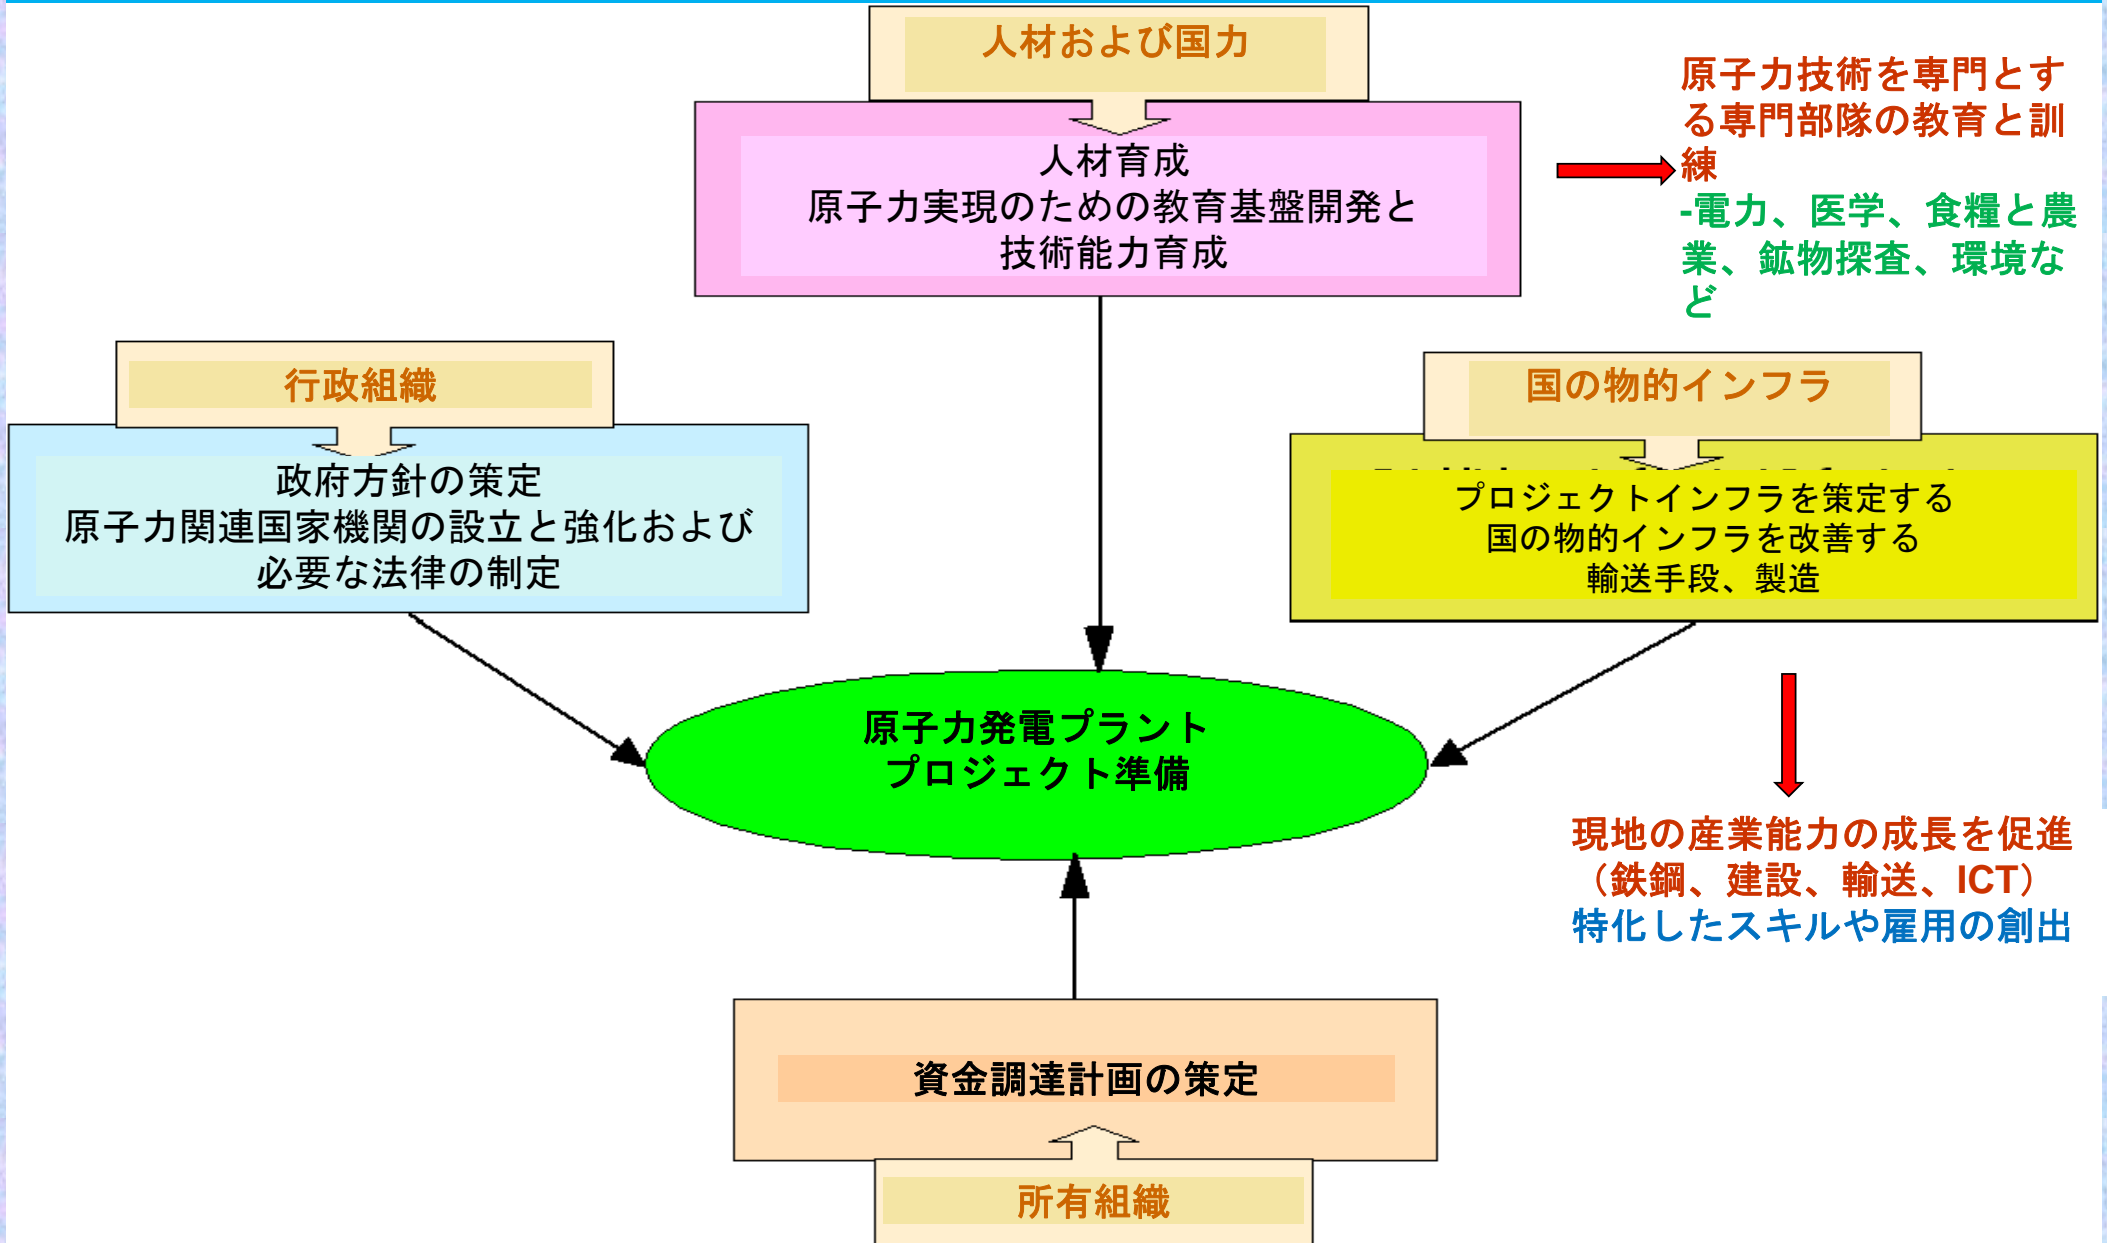 人材および国力
人材育成
原子力実現のための教育基盤開発と
技術能力育成
原子力技術を専門とす
る専門部隊の教育と訓
練
-電力、医学、食糧と農
業、鉱物探査、環境な
ど
行政組織
政府方針の策定
原子力関連国家機関の設立と強化および
必要な法律の制定
国の物的インフラ
プロジェクトインフラを策定する
国の物的インフラを改善する
輸送手段、製造
原子力発電プラント
プロジェクト準備
現地の産業能力の成長を促進
（鉄鋼、建設、輸送、ICT）
特化したスキルや雇用の創出
資金調達計画の策定
所有組織